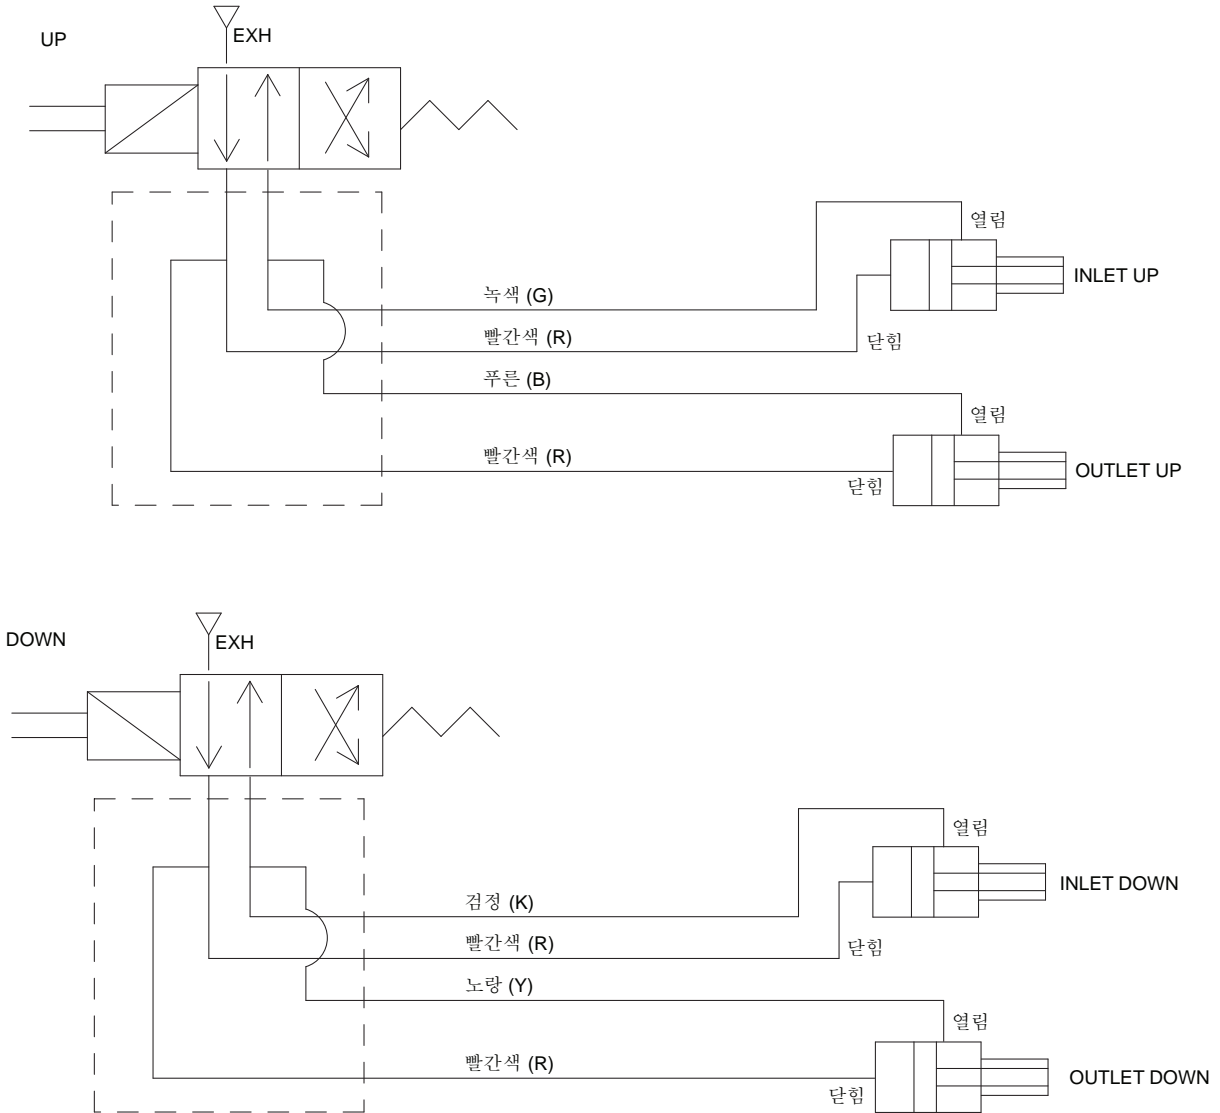 UP
EXH
열림
INLET UP
녹색 (G)
빨간색 (R)
닫힘
푸른 (B)
열림
빨간색 (R)
OUTLET UP
닫힘
DOWN
EXH
열림
INLET DOWN
검정 (K)
빨간색 (R)
닫힘
노랑 (Y)
열림
빨간색 (R)
OUTLET DOWN
닫힘